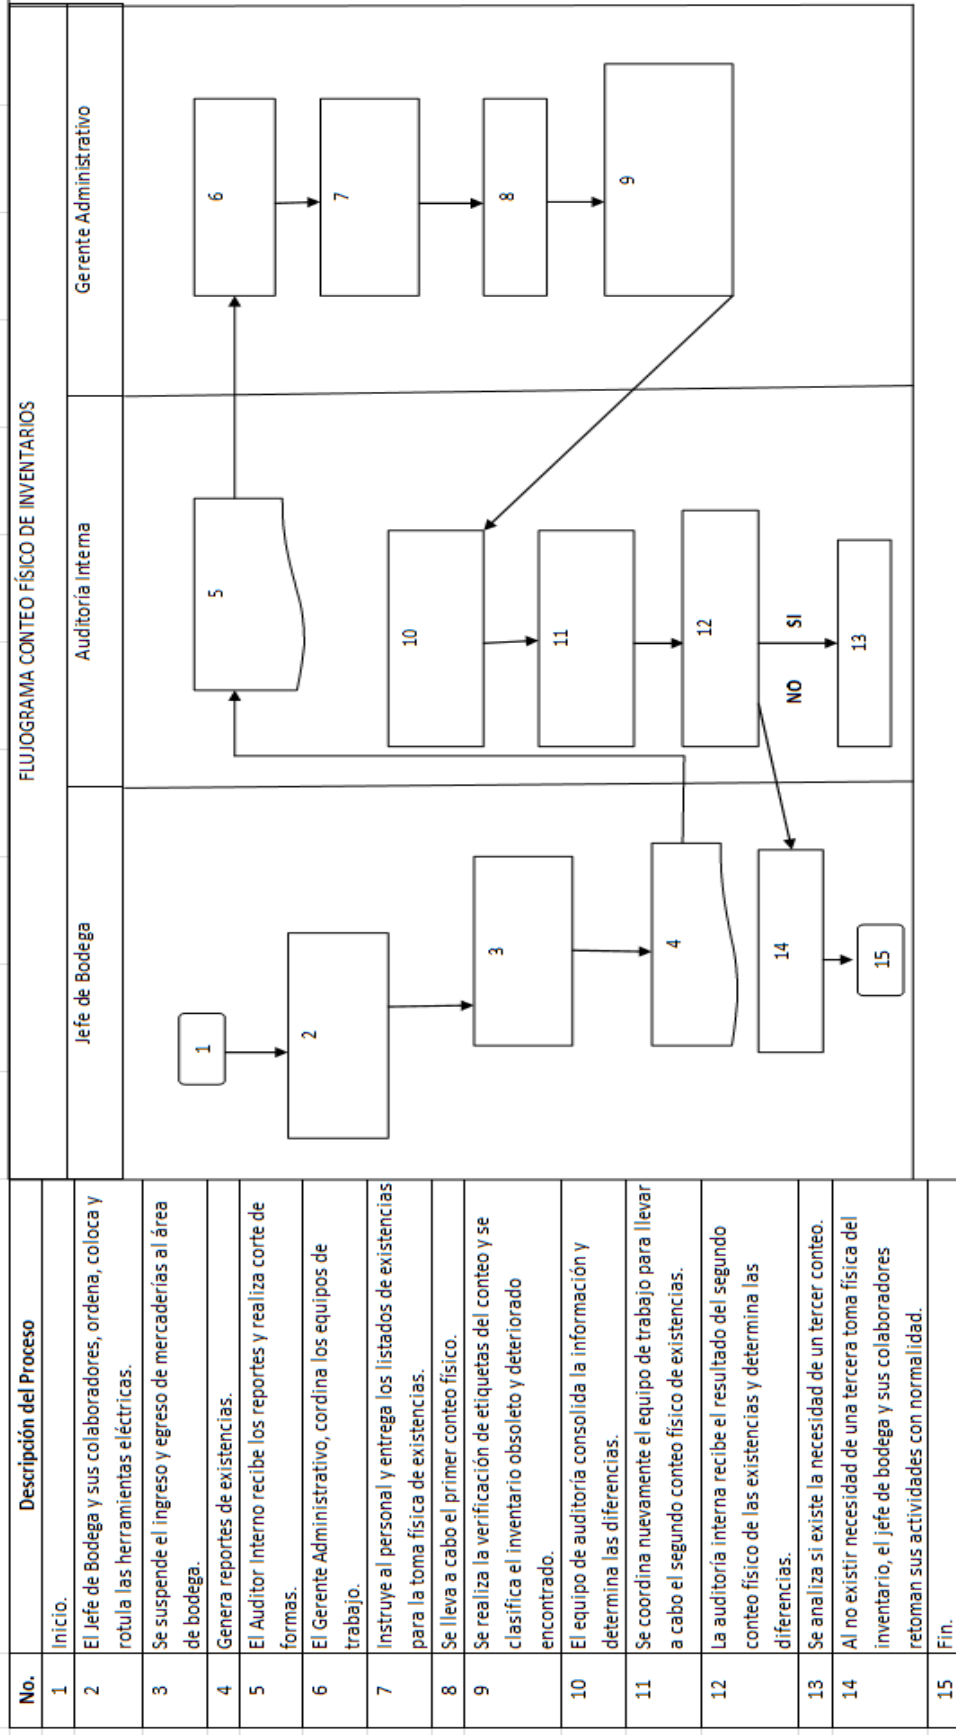 FLUJOGRAMA CONTEO FÍSICO DE INVENTARIOS
No.
Descripción del Proceso
Jefe de Bodega
Auditoría Interna
Gerente Administrativo
1
Inicio.
2
El Jefe de Bodega y sus colaboradores, ordena, coloca y
rotula las herramientas eléctricas.
3
Se suspende el ingreso y egreso de mercaderías al área
de bodega.
4
Genera reportes de existencias.
5
El Auditor Interno recibe los reportes y realiza corte de
formas.
6
El Gerente Administrativo, cordina los equipos de
trabajo.
7
Instruye al personal y entrega los listados de existencias
para la toma física de existencias.
8
Se lleva a cabo el primer conteo físico.
9
Se realiza la verificación de etiquetas del conteo y se
clasifica el inventario obsoleto y deteriorado
encontrado.
10
El equipo de auditoría consolida la información y
determina las diferencias.
11
Se coordina nuevamente el equipo de trabajo para llevar
a cabo el segundo conteo físico de existencias.
12
La auditoría interna recibe el resultado del segundo
conteo físico de las existencias y determina las
diferencias.
13
Se analiza si existe la necesidad de un tercer conteo.
14
Al no existir necesidad de una tercera toma física del
inventario, el jefe de bodega y sus colaboradores
retoman sus actividades con normalidad.
15
Fin.
1
2
3
4
5
6
7
8
9
10
11
12
NO
SI
13
14
15